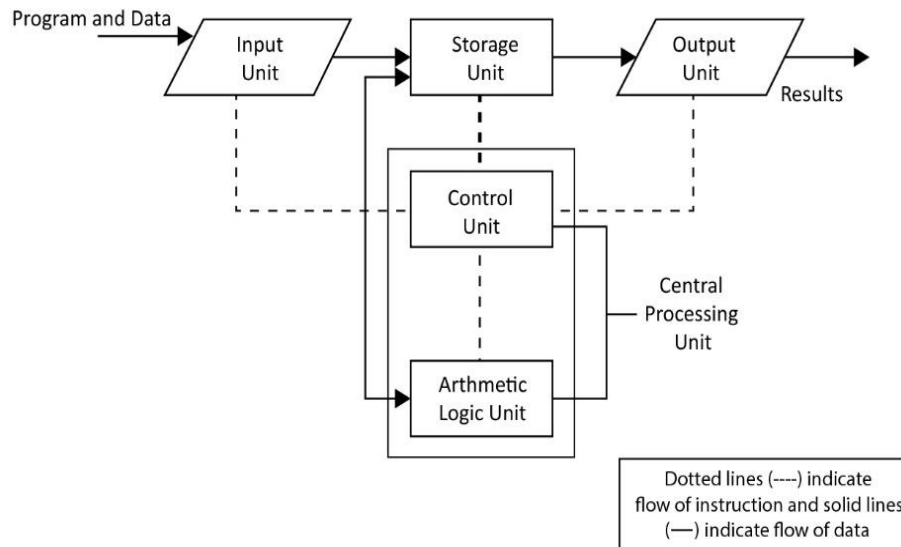 Program and Data
Input
Unit
Storage
Unit
Output
Unit
Results
Control
Unit
Central
Processing
Unit
Arithmetic
Logic Unit
Dotted lines (----) indicate
flow of instruction and solid lines
(—) indicate flow of data